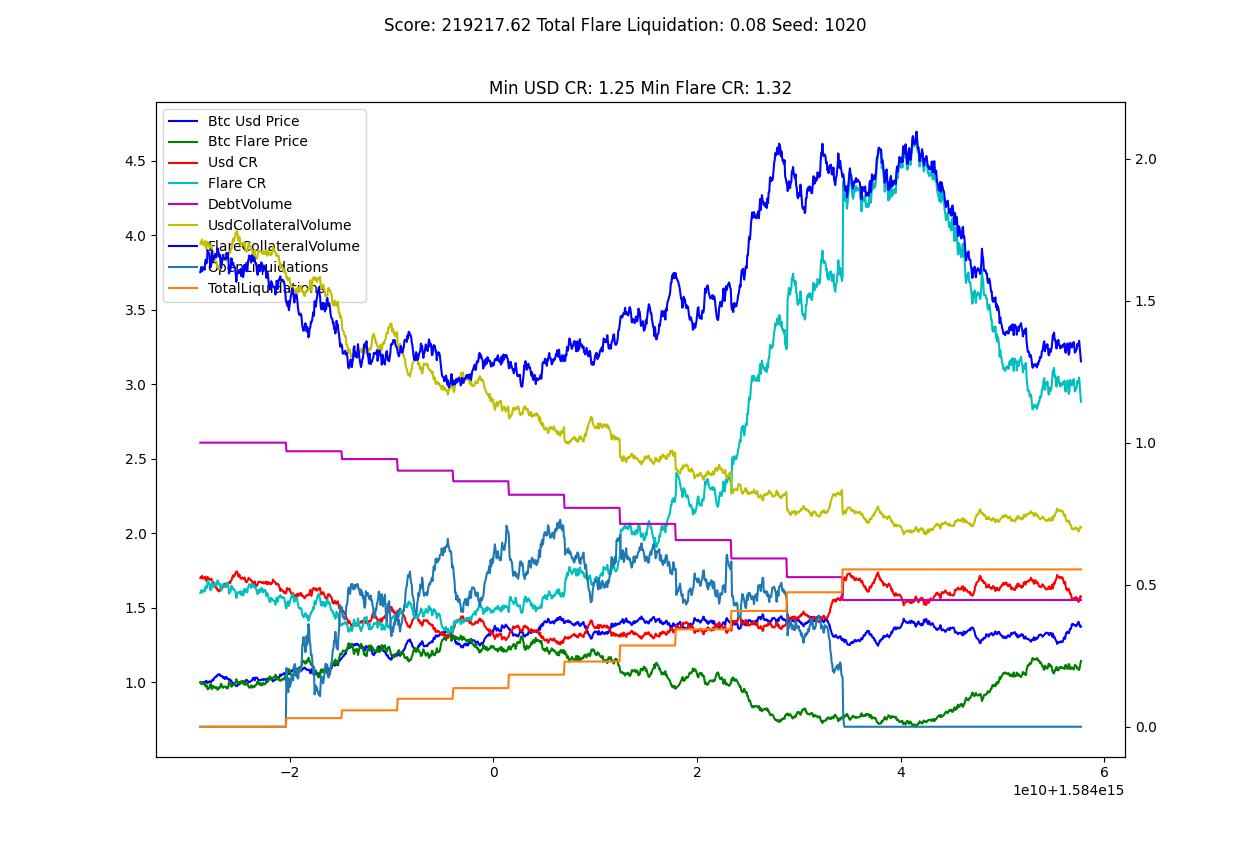 Score: 219217.62 Total Flare Liquidation: 0.08 Seed: 1020
Min USD CR: 1.25 Min Flare CR: 1.32
Btc Usd Price
Btc Flare Price
Usd CR
Flare CR
DebtVolume
UsdCollateralVolume
FlareCollateralVolume
OpenLiquidations
TotalLiquidations
4.5
4.0
3.5
3.0
2.5
2.0
1.5
1.0
2.0
1.5
1.0
0.5
0.0
−2
0
2
4
6
1e10+1.584e15